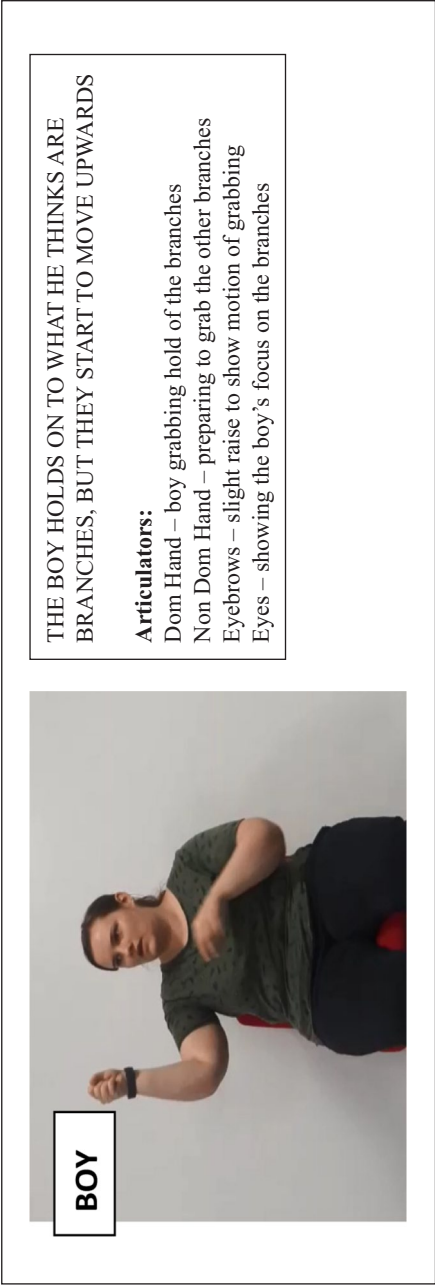 BOY
THE BOY HOLDS ON TO WHAT HE THINKS ARE
BRANCHES, BUT THEY START TO MOVE UPWARDS
Articulators:
Dom Hand – boy grabbing hold of the branches
Non Dom Hand – preparing to grab the other branches
Eyebrows – slight raise to show motion of grabbing
Eyes – showing the boy's focus on the branches